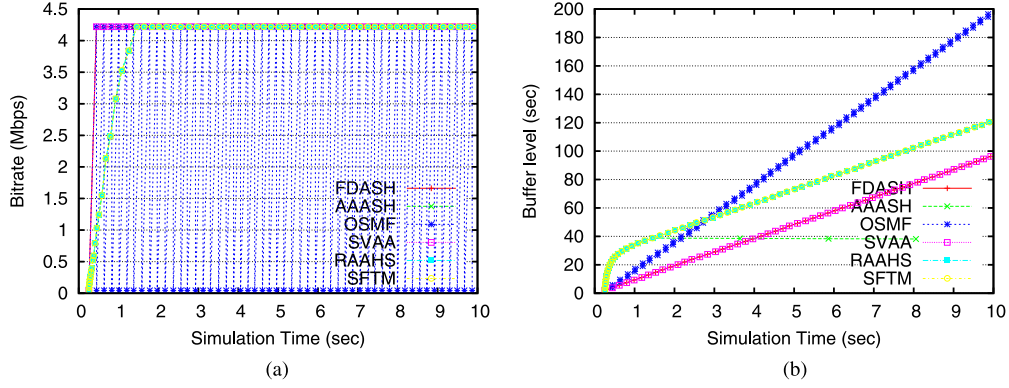 4.5
4
3.5
3
2.5
2
1.5
1
0.5
0
Bitrate (Mbps)
FDASH
AAASH
OSMF
SVAA
RAAHS
SFTM
0 1 2 3 4 5 6 7 8 9 10
Simulation Time (sec)
(a)
200
180
160
140
120
100
80
60
40
20
0
Buffer level (sec)
FDASH
AAASH
OSMF
SVAA
RAAHS
SFTM
0 1 2 3 4 5 6 7 8 9 10
Simulation Time (sec)
(b)